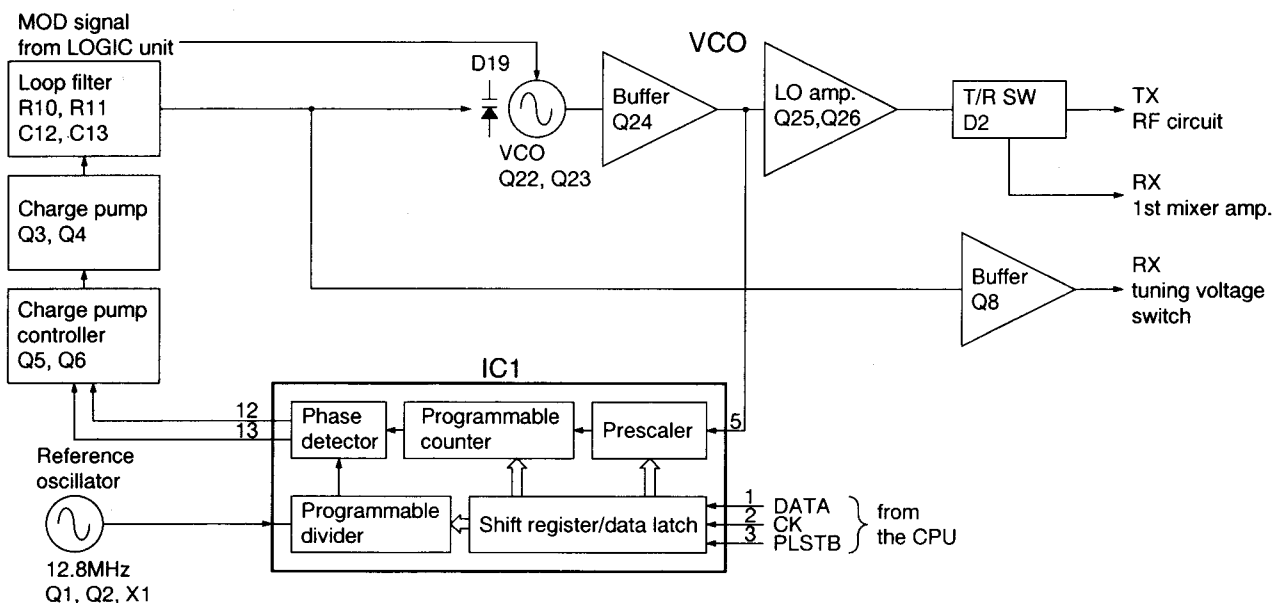 MOD signal
from LOGIC unit
VCO
Loop filter
R10, R11
C12, C13
D19
VCO
Q22, Q23
Buffer
Q24
LO amp.
Q25,Q26
T/R SW
D2
TX
RF circuit
RX
1st mixer amp.
Charge pump
Q3, Q4
Buffer
Q8
RX
tuning voltage
switch
Charge pump
controller
Q5, Q6
IC1
12
13
Phase
detector
Programmable
counter
Prescaler
5
Reference
oscillator
12.8MHz
Q1, Q2, X1
Programmable
divider
Shift register/data latch
1 DATA
2 CK
3 PLSTB
from
the CPU